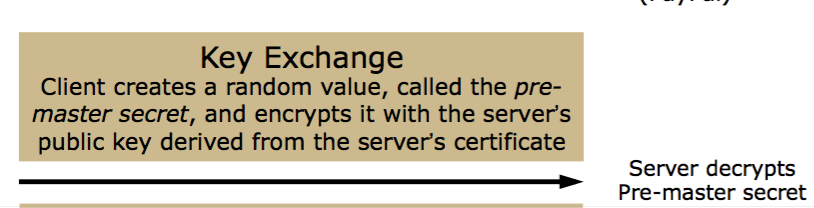 (PayPal)
Key Exchange
Client creates a random value, called the pre-
master secret, and encrypts it with the server's
public key derived from the server's certificate
Server decrypts
Pre-master secret